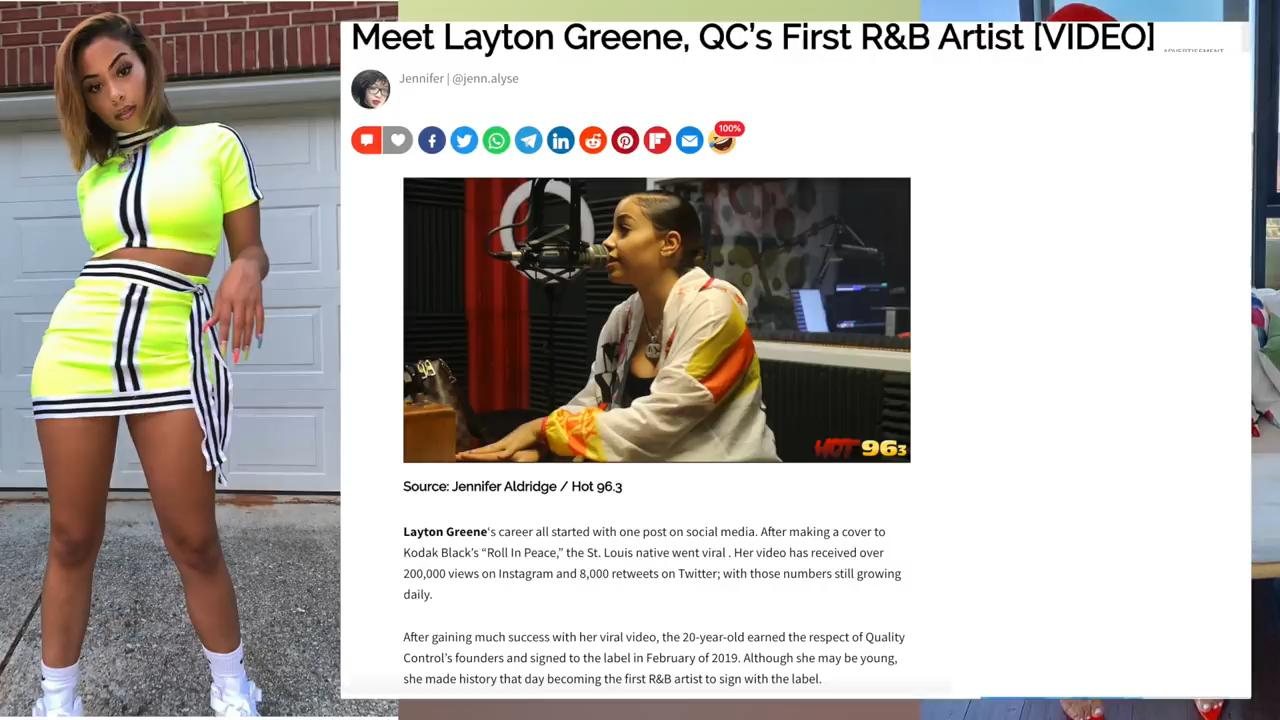 Meet Layton Greene, QC's First R&B Artist [VIDEO]
ADVERTISEMENT
Jennifer | @jenn.alyse
100%
HOT 963
Source: Jennifer Aldridge / Hot 96.3
Layton Greene's career all started with one post on social media. After making a cover to
Kodak Black's “Roll In Peace,” the St. Louis native went viral . Her video has received over
200,000 views on Instagram and 8,000 retweets on Twitter; with those numbers still growing
daily.
After gaining much success with her viral video, the 20-year-old earned the respect of Quality
Control's founders and signed to the label in February of 2019. Although she may be young,
she made history that day becoming the first R&B artist to sign with the label.